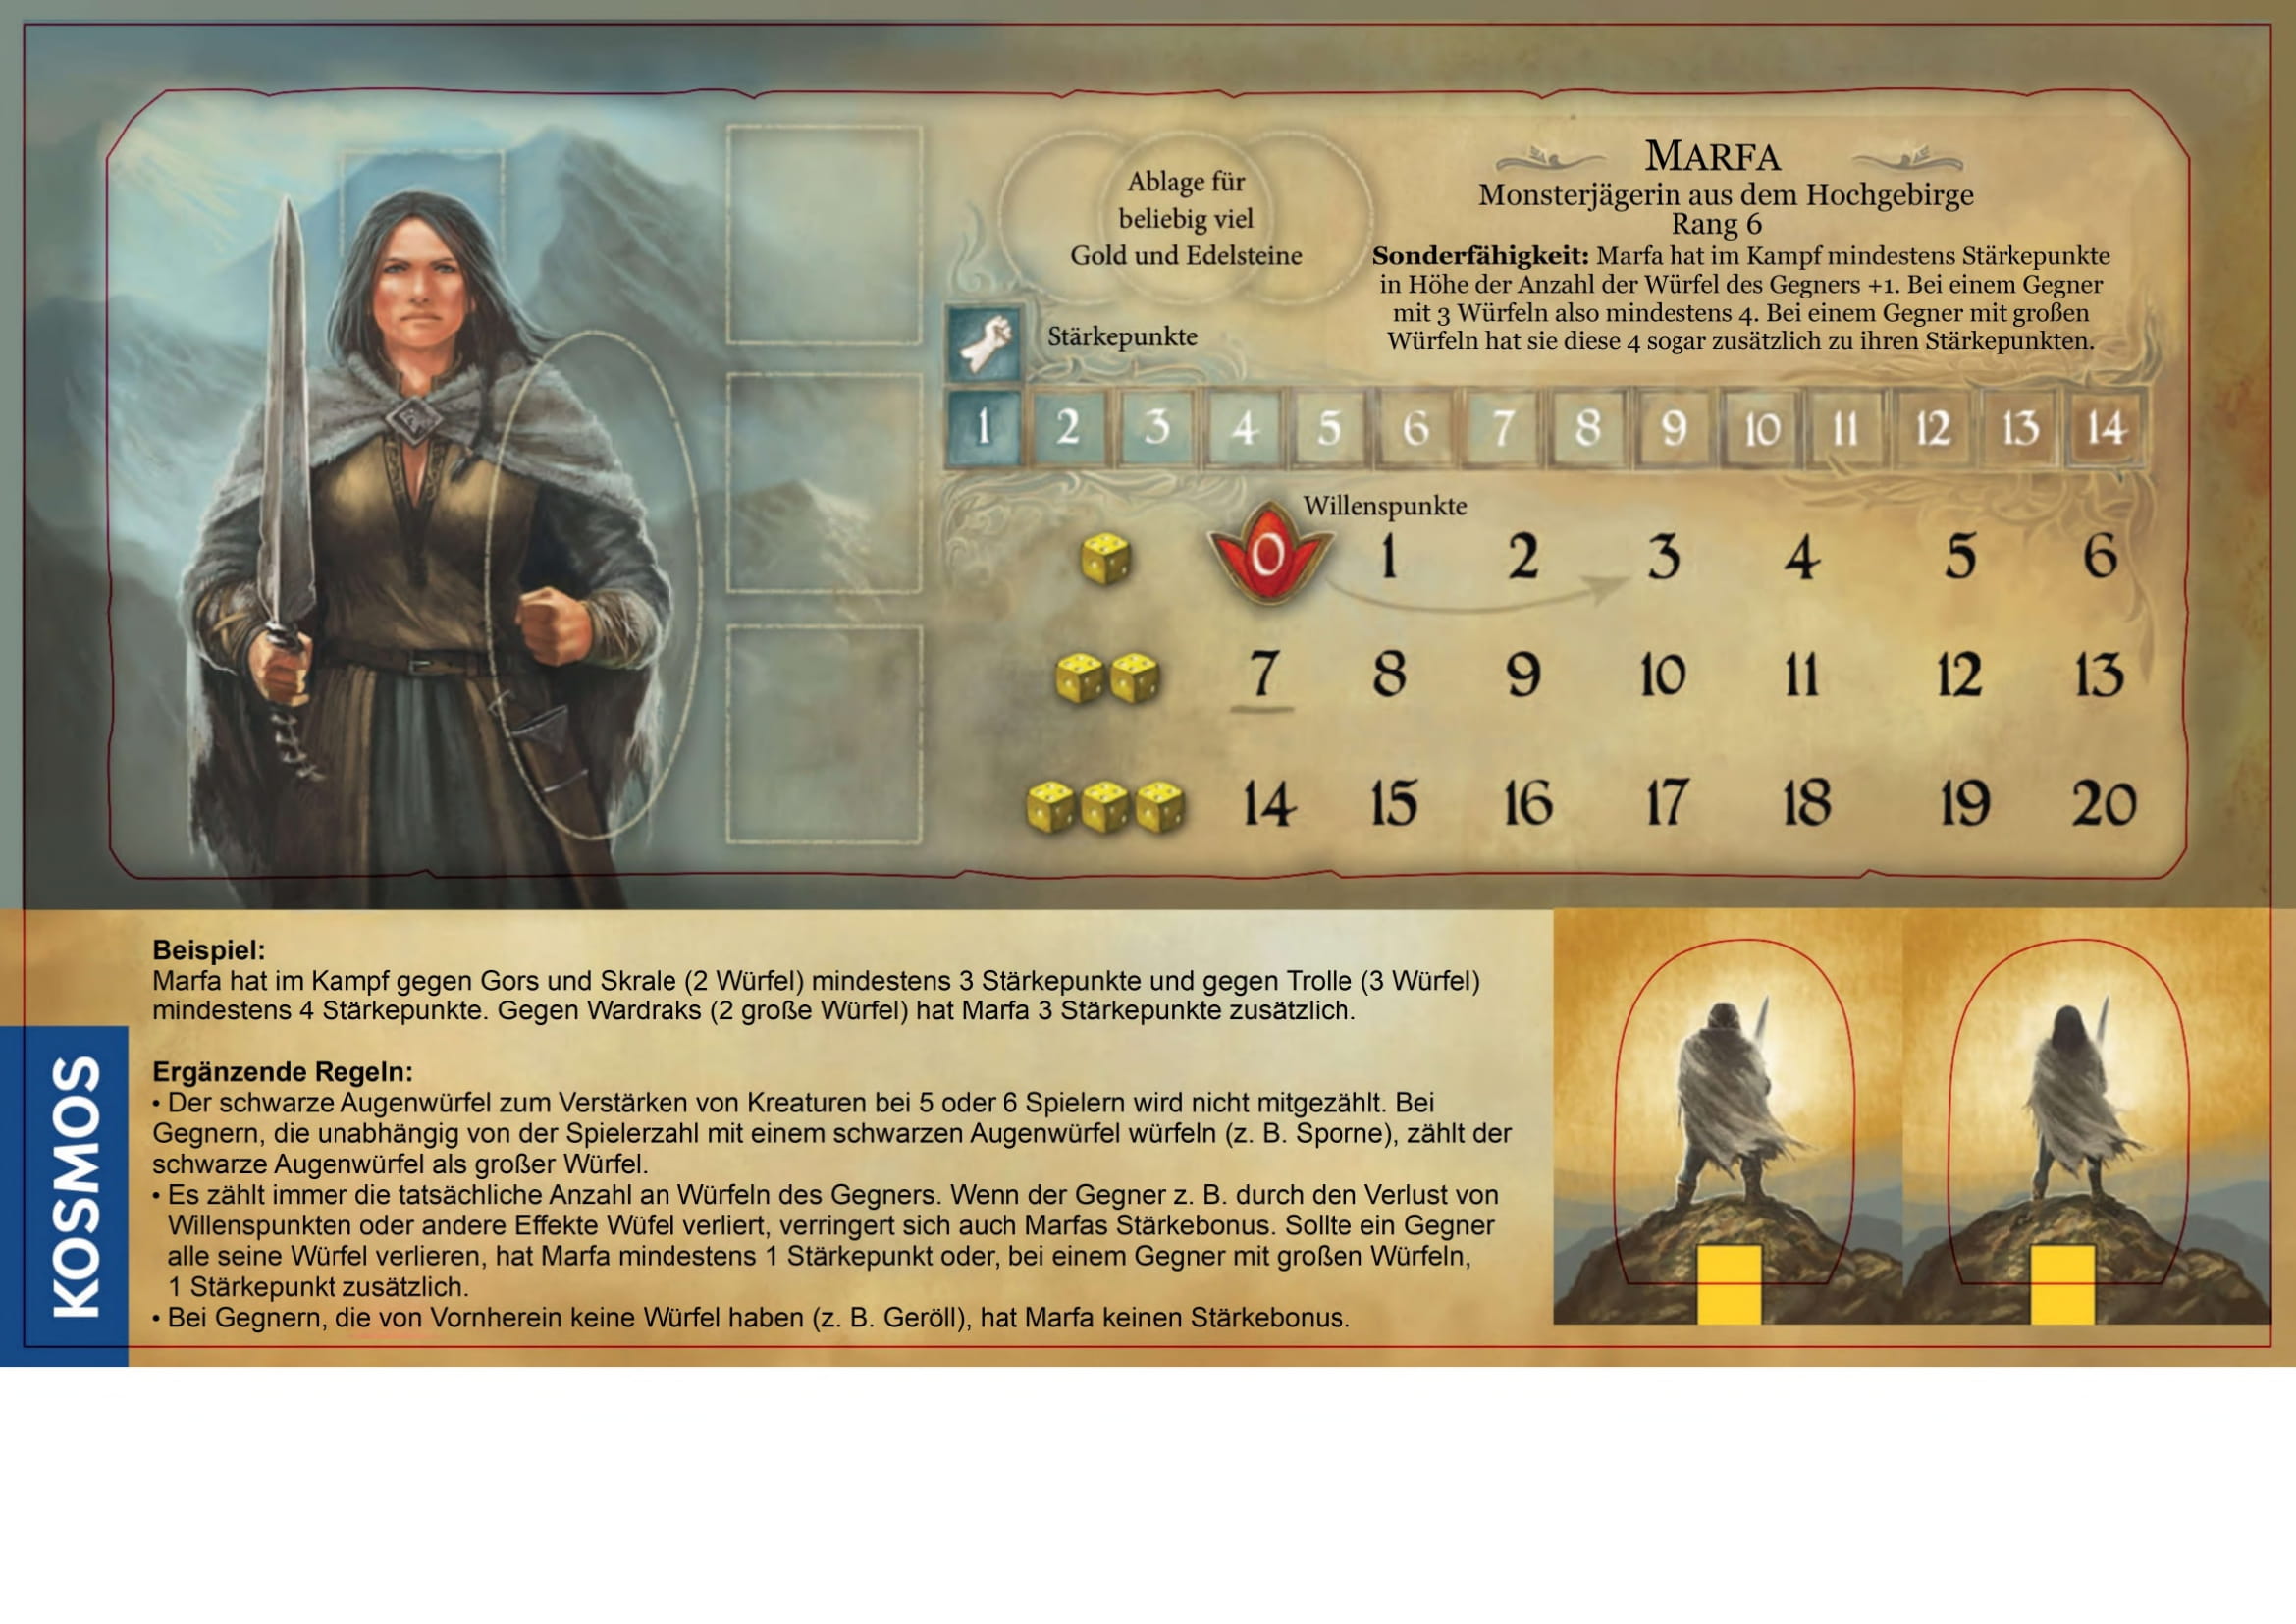 Ablage für
beliebig viel
Gold und Edelsteine
MARFA
Monsterjägerin aus dem Hochgebirge
Rang 6
Sonderfähigkeit: Marfa hat im Kampf mindestens Stärkepunkte
in Höhe der Anzahl der Würfel des Gegners +1. Bei einem Gegner
mit 3 Würfeln also mindestens 4. Bei einem Gegner mit großen
Würfeln hat sie diese 4 sogar zusätzlich zu ihren Stärkepunkten.
Stärkepunkte
1 2 3 4 5 6 7 8 9 10 11 12 13 14
Willenspunkte
0 1 2 3 4 5 6
7 8 9 10 11 12 13
14 15 16 17 18 19 20
Beispiel:
Marfa hat im Kampf gegen Gors und Skrale (2 Würfel) mindestens 3 Stärkepunkte und gegen Trolle (3 Würfel)
mindestens 4 Stärkepunkte. Gegen Wardraks (2 große Würfel) hat Marfa 3 Stärkepunkte zusätzlich.
Ergänzende Regeln:
• Der schwarze Augenwürfel zum Verstärken von Kreaturen bei 5 oder 6 Spielern wird nicht mitgezählt. Bei
Gegnern, die unabhängig von der Spielerzahl mit einem schwarzen Augenwürfel würfeln (z. B. Sporne), zählt der
schwarze Augenwürfel als großer Würfel.
• Es zählt immer die tatsächliche Anzahl an Würfeln des Gegners. Wenn der Gegner z. B. durch den Verlust von
Willenspunkten oder andere Effekte Wüfel verliert, verringert sich auch Marfas Stärkebonus. Sollte ein Gegner
alle seine Würfel verlieren, hat Marfa mindestens 1 Stärkepunkt oder, bei einem Gegner mit großen Würfeln,
1 Stärkepunkt zusätzlich.
• Bei Gegnern, die von Vornherein keine Würfel haben (z. B. Geröll), hat Marfa keinen Stärkebonus.
KOSMOS